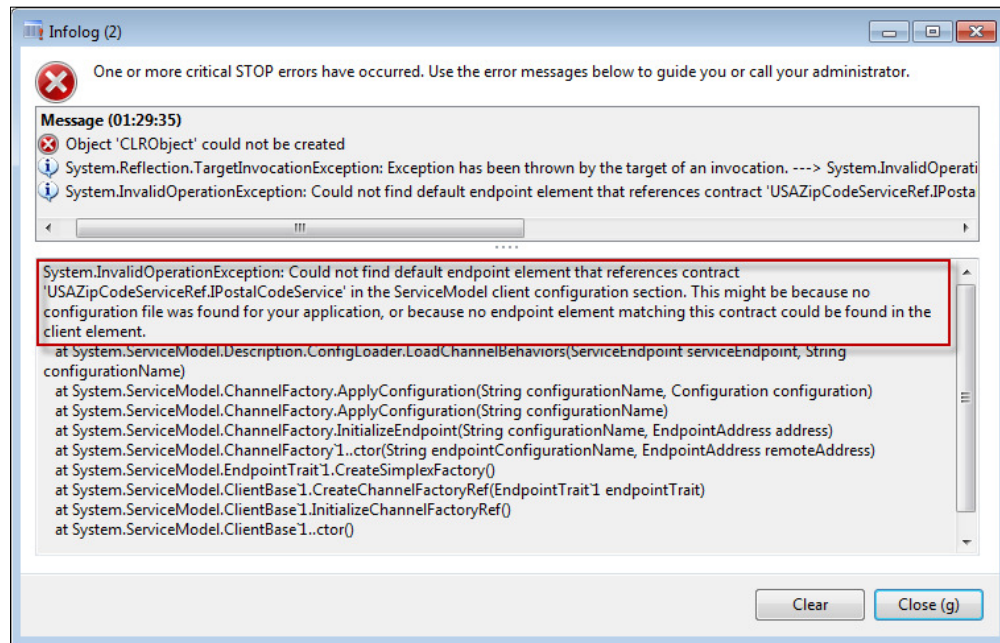 Infolog (2)
One or more critical STOP errors have occurred. Use the error messages below to guide you or call your administrator.
Message (01:29:35)
Object 'CLRObject' could not be created
System.Reflection.TargetInvocationException: Exception has been thrown by the target of an invocation. ---> System.InvalidOperati
System.InvalidOperationException: Could not find default endpoint element that references contract 'USAZipCodeServiceRef.IPosta
System.InvalidOperationException: Could not find default endpoint element that references contract
'USAZipCodeServiceRef.IPostalCodeService' in the ServiceModel client configuration section. This might be because no
configuration file was found for your application, or because no endpoint element matching this contract could be found in the
client element.
at System.ServiceModel.Description.ConfigLoader.LoadChannelBehaviors(ServiceEndpoint serviceEndpoint, String
configurationName)
at System.ServiceModel.ChannelFactory.ApplyConfiguration(String configurationName, Configuration configuration)
at System.ServiceModel.ChannelFactory.ApplyConfiguration(String configurationName)
at System.ServiceModel.ChannelFactory.InitializeEndpoint(String configurationName, EndpointAddress address)
at System.ServiceModel.ChannelFactory`1..ctor(String endpointConfigurationName, EndpointAddress remoteAddress)
at System.ServiceModel.EndpointTrait`1.CreateSimplexFactory()
at System.ServiceModel.ClientBase`1.CreateChannelFactoryRef(EndpointTrait`1 endpointTrait)
at System.ServiceModel.ClientBase`1.InitializeChannelFactoryRef()
at System.ServiceModel.ClientBase`1..ctor()
Clear
Close (g)